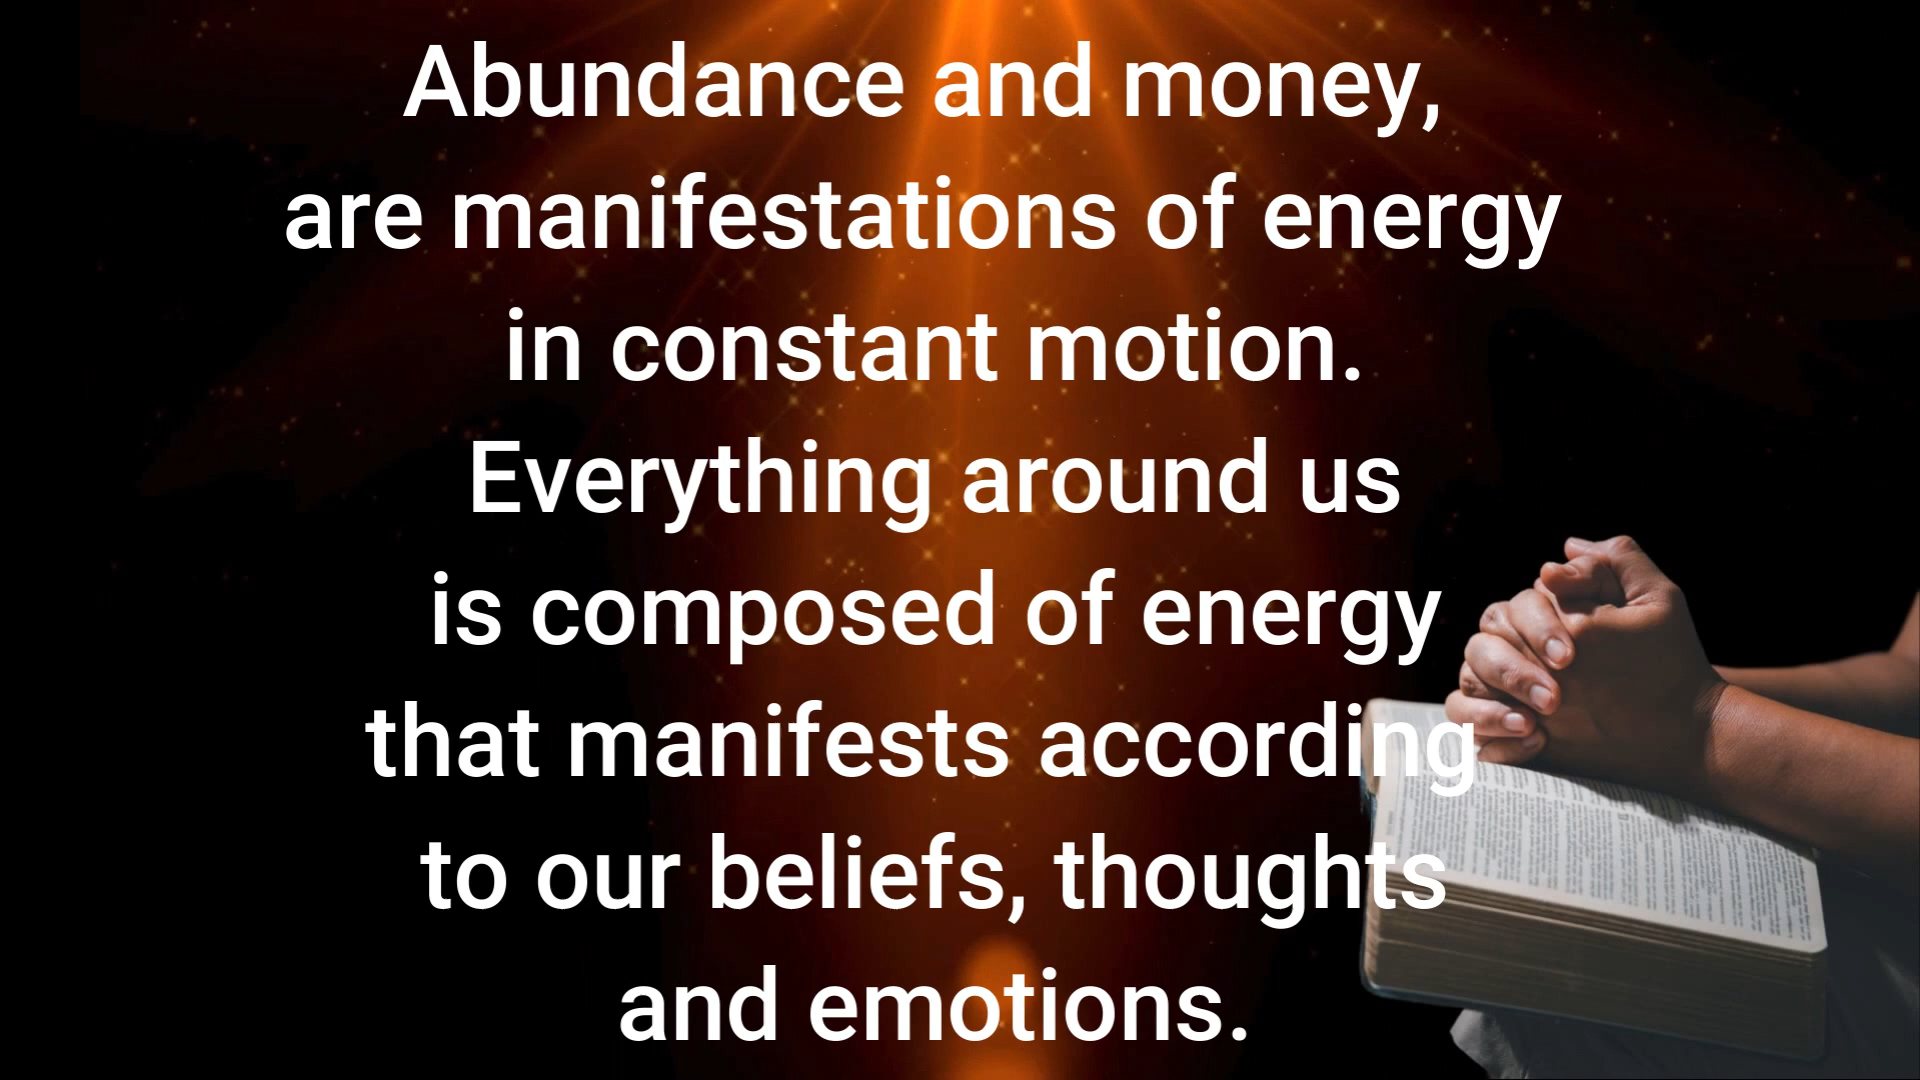 Abundance and money,
are manifestations of energy
in constant motion.
Everything around us
is composed of energy
that manifests according
to our beliefs, thoughts
and emotions.